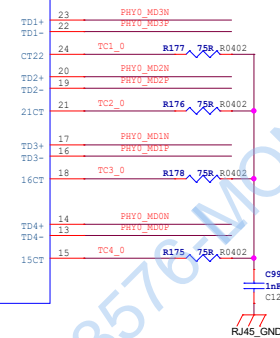 TD1+ 23 PHY0_MD3N
TD1- 22 PHY0_MD3P
CT22 24 TC1_0 R177 75R R0402
TD2+ 20 PHY0_MD2N
TD2- 19 PHY0_MD2P
21CT 21 TC2_0 R176 75R R0402
TD3+ 17 PHY0_MD1N
TD3- 16 PHY0_MD1P
16CT 18 TC3_0 R178 75R R0402
TD4+ 14 PHY0_MD0N
TD4- 13 PHY0_MD0P
15CT 15 TC4_0 R175 75R R0402
C99
1nF
C12
RJ45_GND
3576-MON